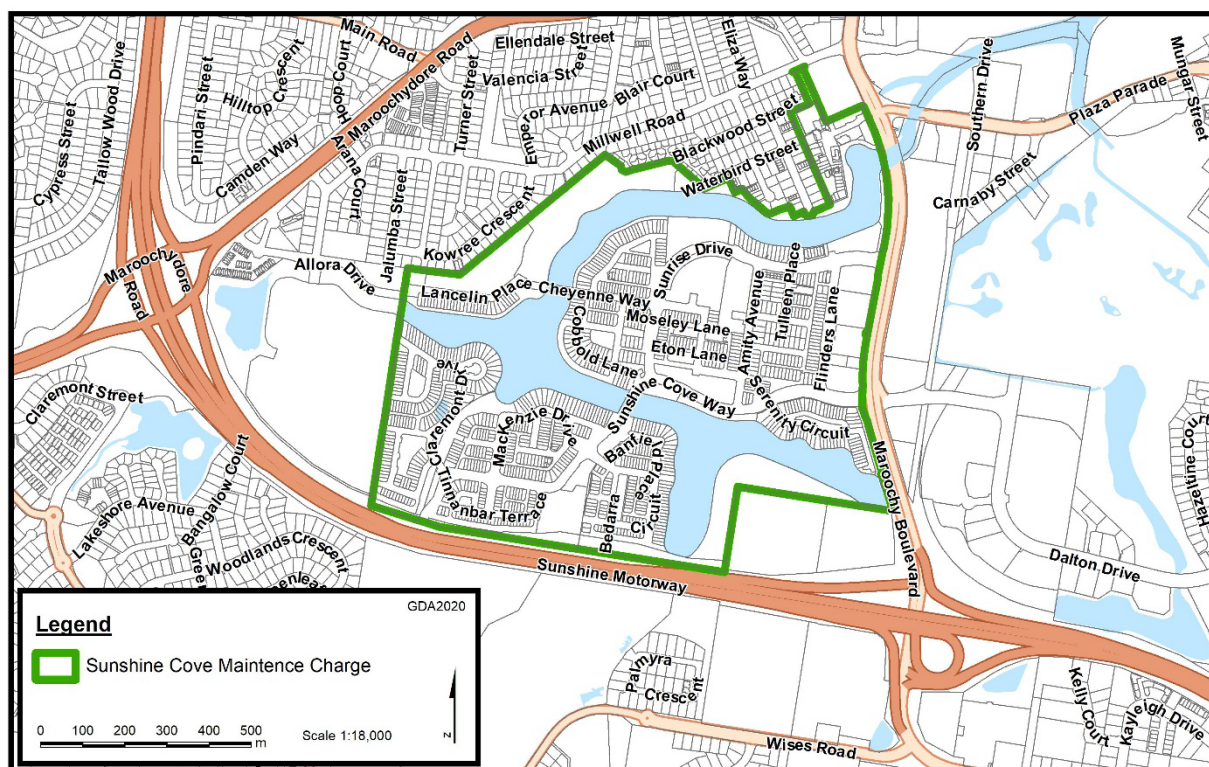 Main Road
Ellendale Street
Eliza Way
Southern Drive
Mungar Street
Cypress Street
Tallow Wood Drive
Pindari Street
Hilltop Crescent
Hoop Court
Maroochydore Road
Turner Street
Valencia Street
Emperor Avenue
Blair Court
Plaza Parade
Camden Way
Arana Court
Millwell Road
Blackwood Street
Waterbird Street
Carnaby Street
Jalumba Street
Kowree Crescent
Maroochydore
Road
Allora Drive
Lancelin Place
Cheyenne Way
Sunrise Drive
Tulleen Place
Moseley Lane
Amity Avenue
Flinders Lane
Cobbold Lane
Eton Lane
Claremont Street
Claremont Drive
Mackenzie Drive
Sunshine Cove Way
Serenity Circuit
Maroochy Boulevard
Hazeltine Court
Banfield Place
Bangalow Court
Lakeshore Avenue
Tinnanbar Terrace
Bedarra
Circuit
Woodlands Crescent
Sunshine Motorway
Dalton Drive
GDA2020
Legend
Sunshine Cove Maintence Charge
0 100 200 300 400 500
m
Scale 1:18,000
N
Palmyra
Crescent
Kelly Court
Kayleigh Drive
Wises Road